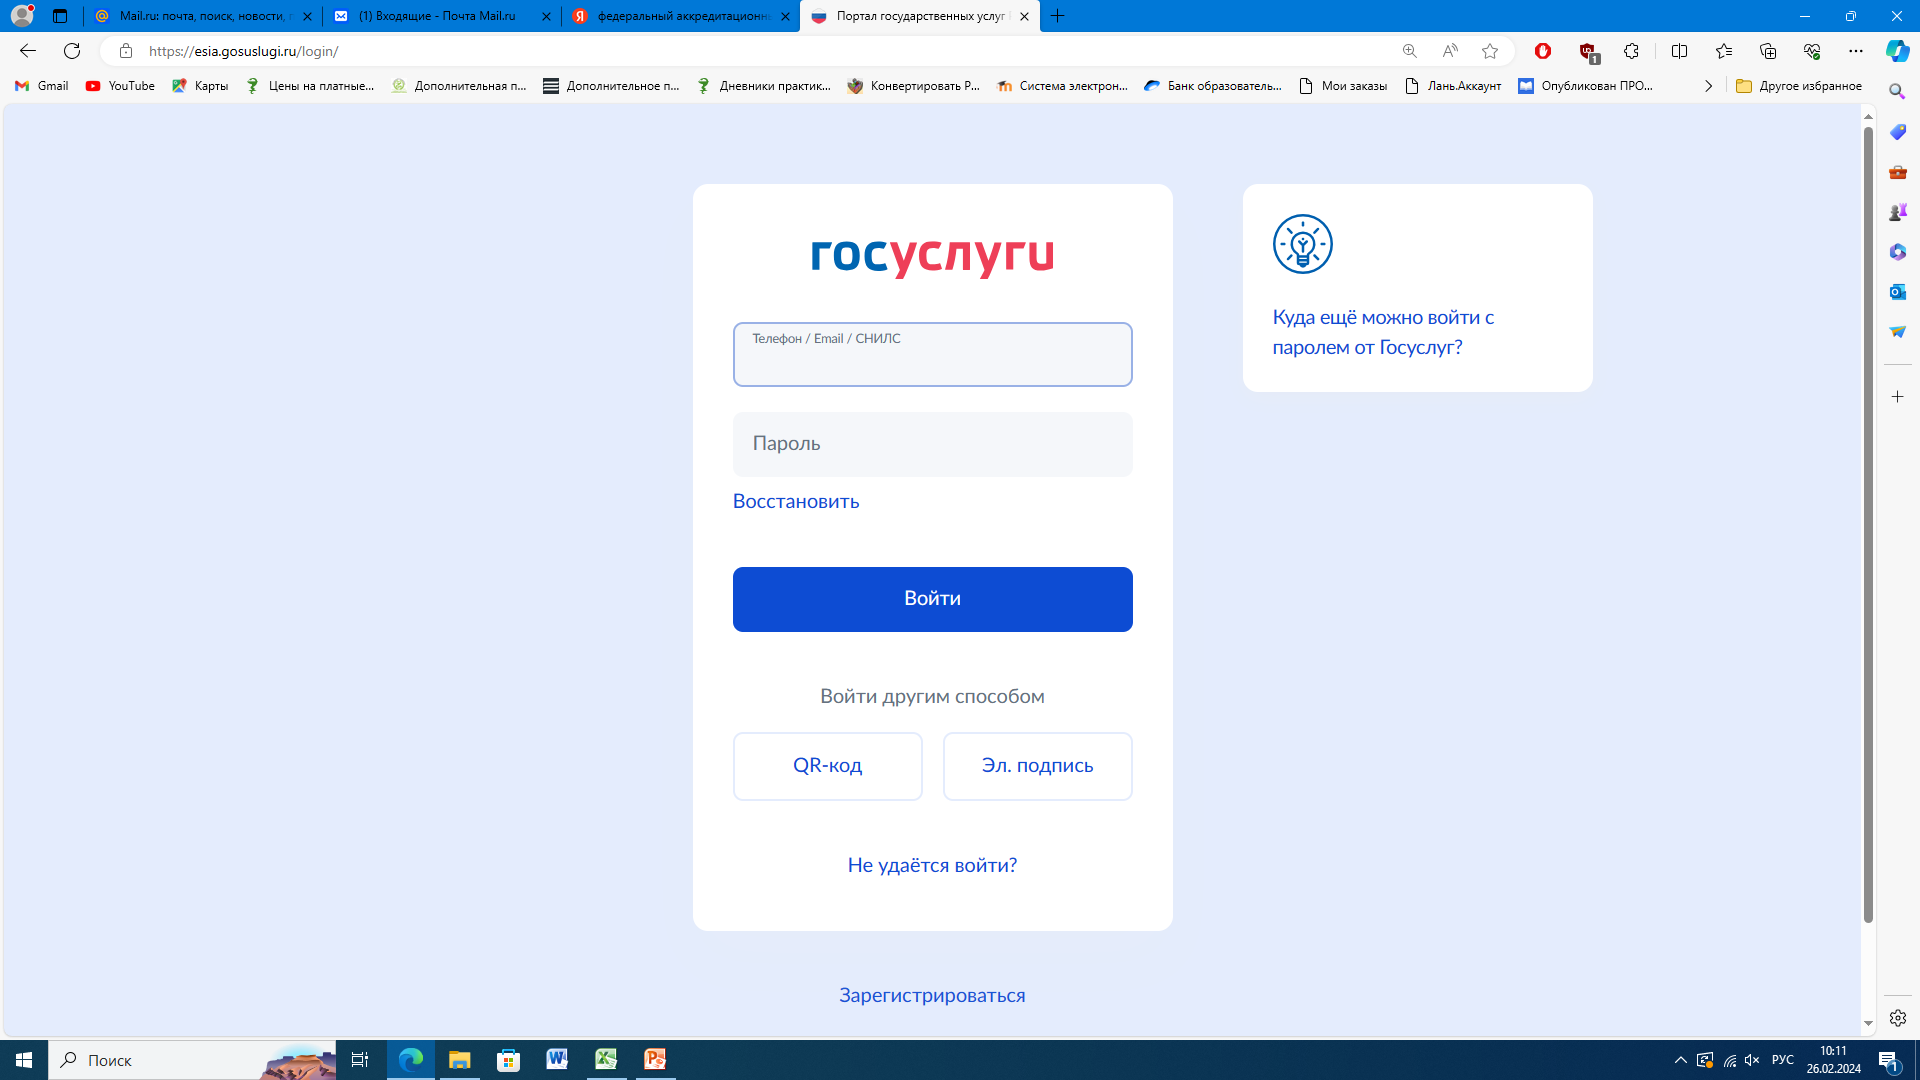 Mail.ru: почта, поиск, новости, г
(1) Входящие - Почта Mail.ru
федеральный аккредитационн
Портал государственных услуг
https://esia.gosuslugi.ru/login/
Gmail
YouTube
Карты
Цены на платные...
Дополнительная п...
Дополнительное п...
Дневники практик...
Конвертировать Р...
Система электрон...
Банк образователь...
Мои заказы
Лань.Аккаунт
Опубликован ПРО...
Другое избранное
госуслуги
Телефон / Email / СНИЛС
Пароль
Восстановить
Войти
Войти другим способом
QR-код
Эл. подпись
Не удаётся войти?
Зарегистрироваться
Куда ещё можно войти с
паролем от Госуслуг?
Поиск
РУС
10:11
26.02.2024
1